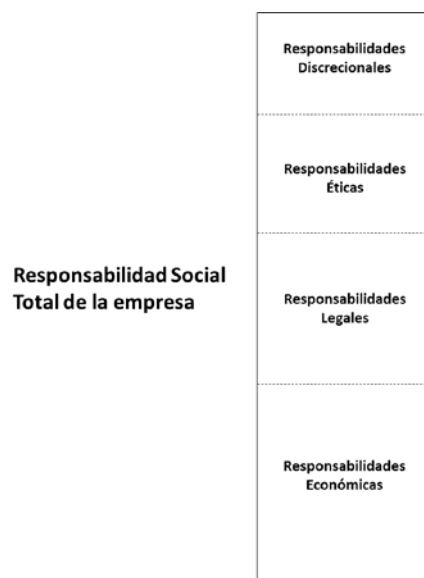 Responsabilidades
Discrecionales
Responsabilidades
Éticas
Responsabilidad Social
Total de la empresa
Responsabilidades
Legales
Responsabilidades
Económicas